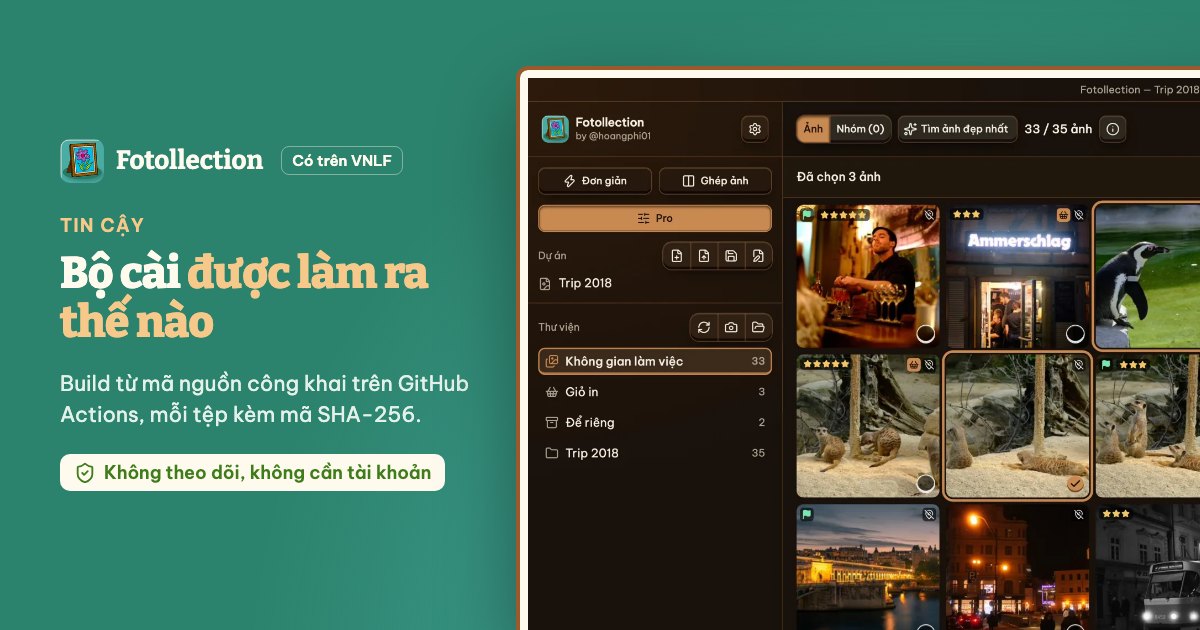 Fotollection
Có trên VNLF
TIN CẬY
Bộ cài được làm ra
thế nào
Build từ mã nguồn công khai trên GitHub
Actions, mỗi tệp kèm mã SHA-256.
Không theo dõi, không cần tài khoản
Fotollection — Trip 2018
Fotollection
by @hoangphi01
Đơn giản
Ghép ảnh
Pro
Dự án
Trip 2018
Thư viện
Không gian làm việc 33
Giỏ in 3
Để riêng 2
Trip 2018 35
Ảnh
Nhóm (0)
Tìm ảnh đẹp nhất
33 / 35 ảnh
Đã chọn 3 ảnh
Ammerschlag